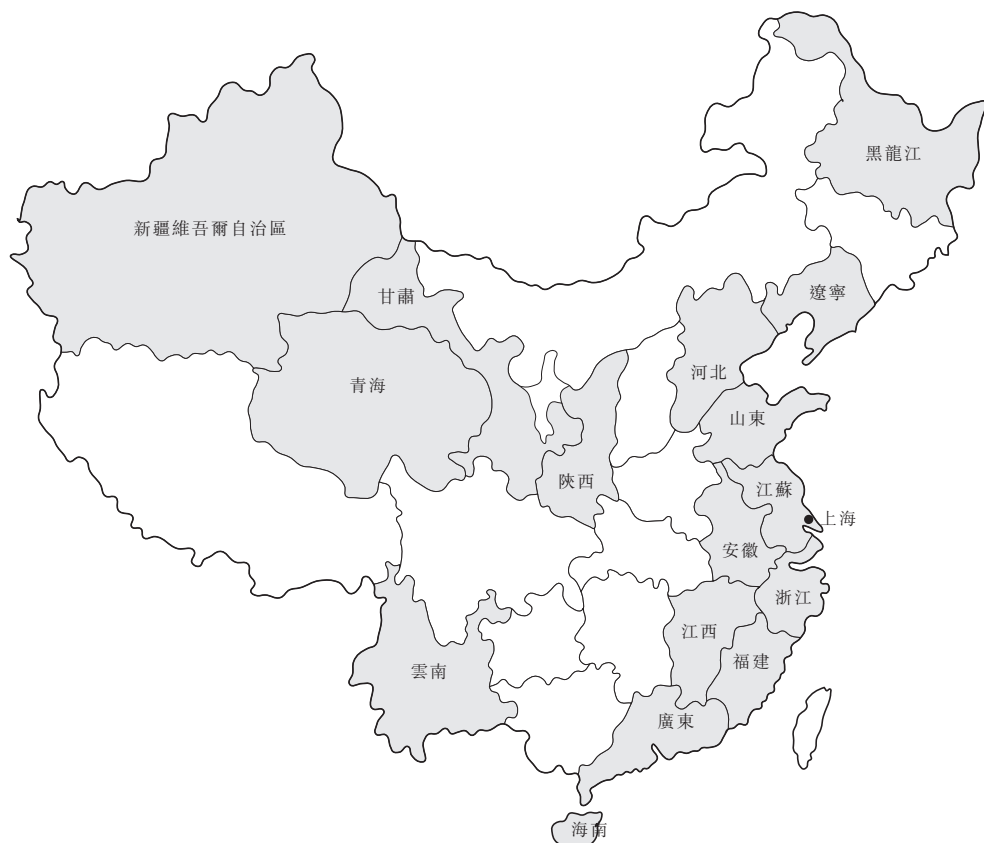 黑龍江
新疆維吾爾自治區
遼寧
甘肅
河北
青海
山東
陝西
江蘇
上海
安徽
浙江
江西
福建
雲南
廣東
海南